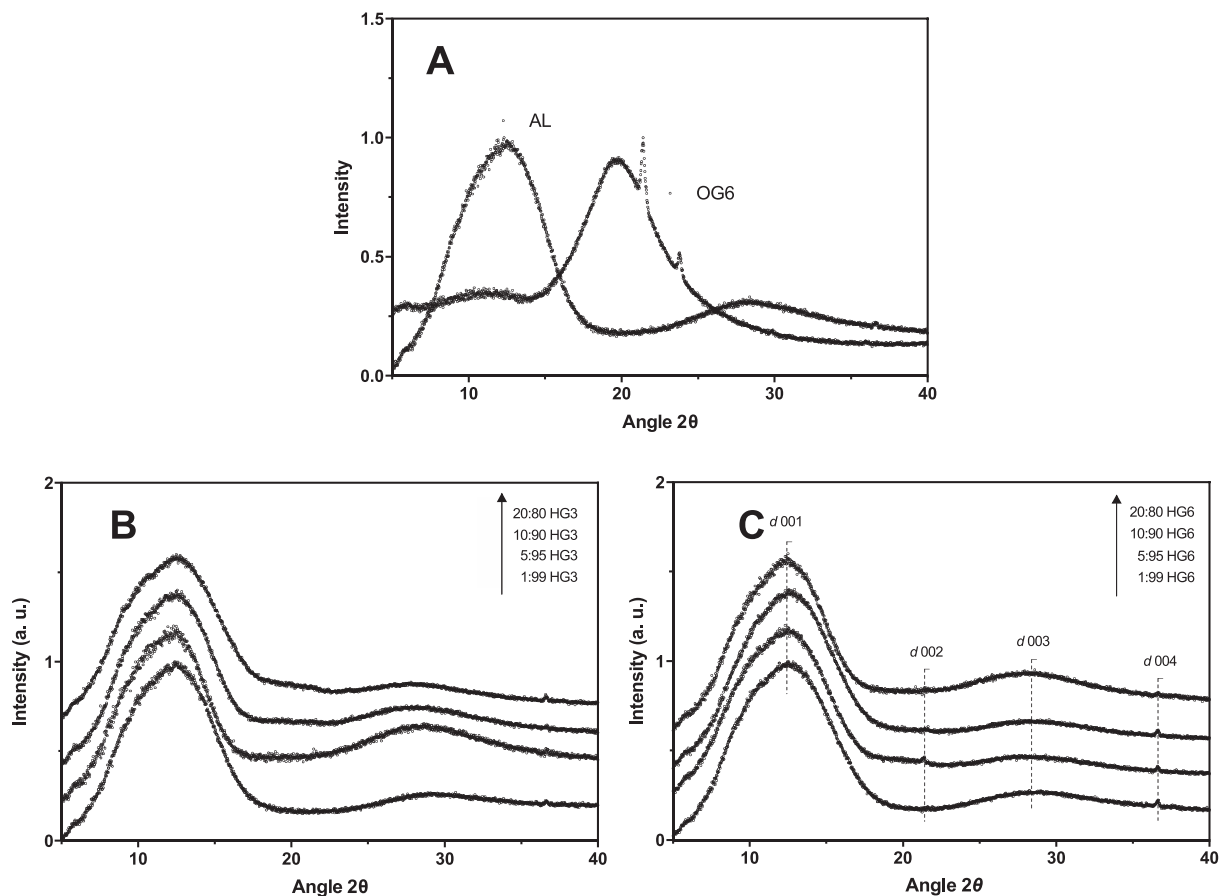 A
1.5
1.0
0.5
0.0
Intensity
AL
OG6
10
20
30
40
Angle 2θ
B
2
1
0
Intensity (a. u.)
20:80 HG3
10:90 HG3
5:95 HG3
1:99 HG3
10
20
30
40
Angle 2θ
C
2
1
0
Intensity (a. u.)
d 001
20:80 HG6
10:90 HG6
5:95 HG6
1:99 HG6
d 002
d 003
d 004
10
20
30
40
Angle 2θ